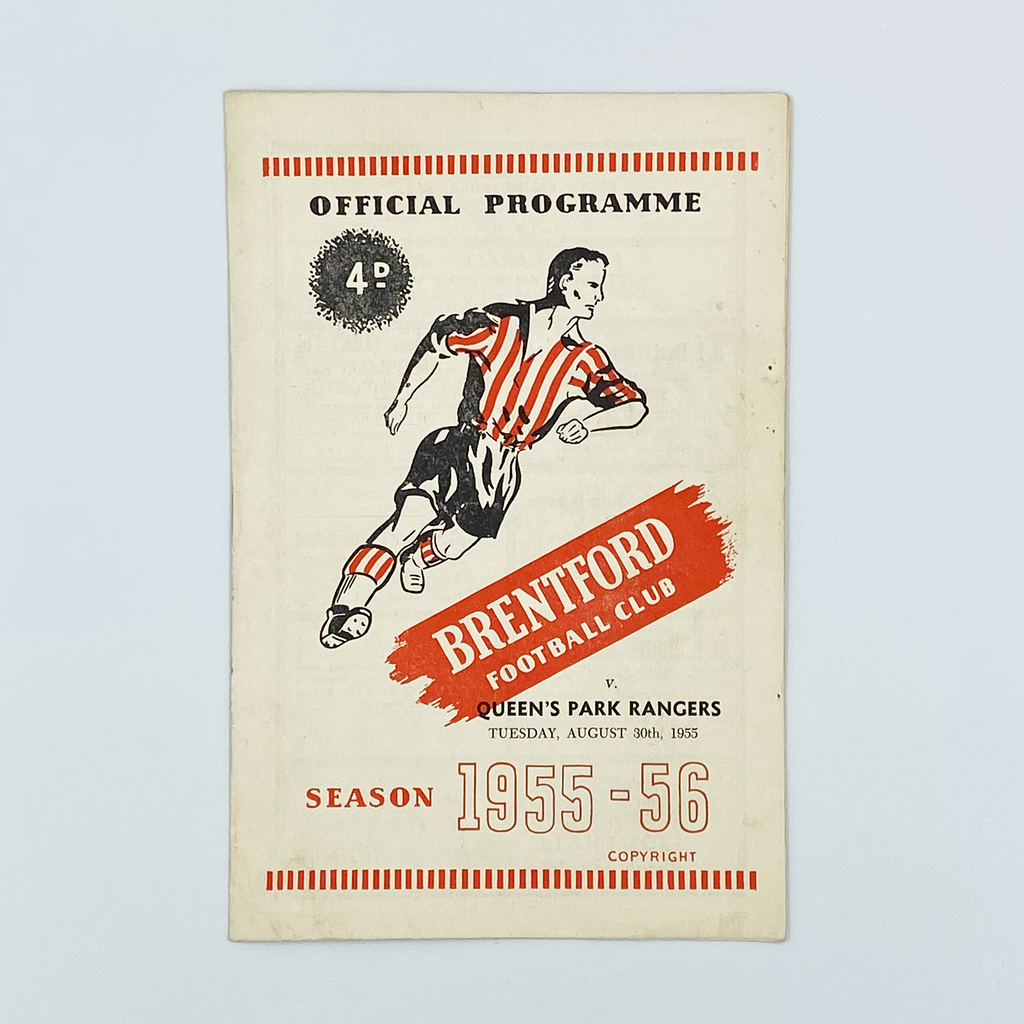 OFFICIAL PROGRAMME
4D
BRENTFORD
FOOTBALL CLUB
v.
QUEEN'S PARK RANGERS
TUESDAY, AUGUST 30th, 1955
SEASON 1955-56
COPYRIGHT